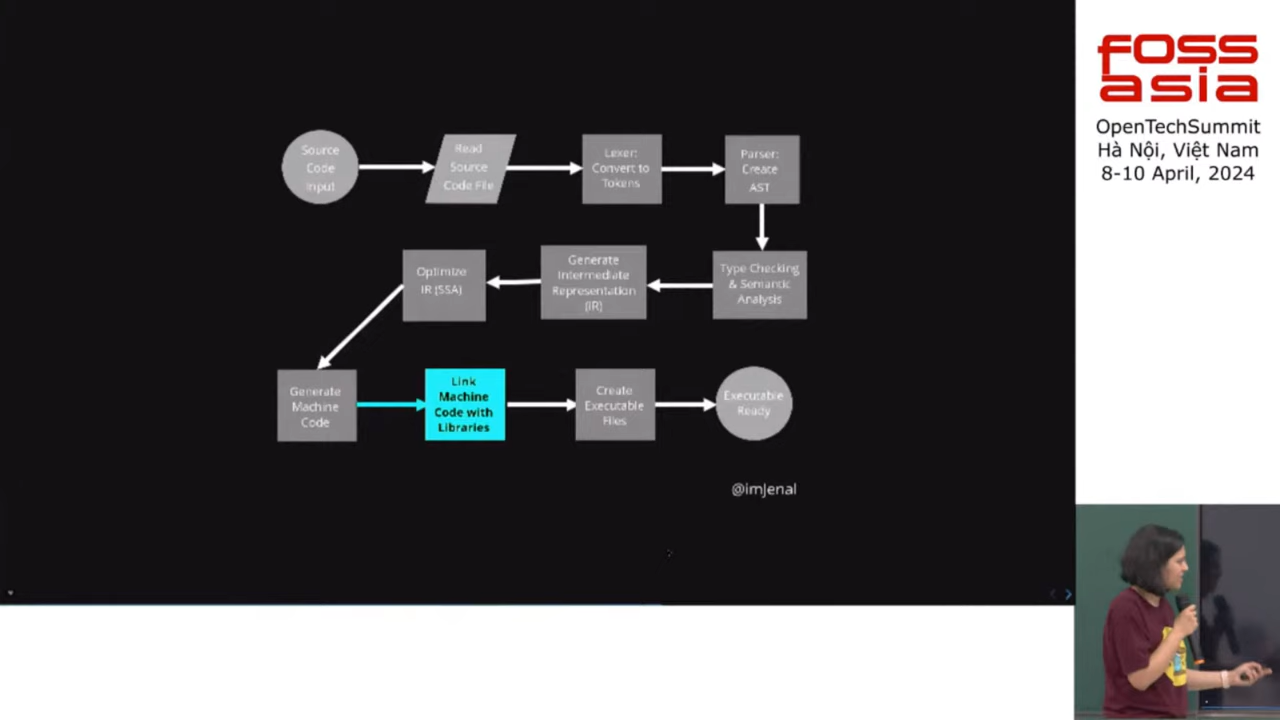 Source
Code
Input
Read
Source
Code File
Lexer:
Convert to
Tokens
Parser:
Create
AST
Optimize
IR (SSA)
Generate
Intermediate
Representation
(IR)
Type Checking
& Semantic
Analysis
Generate
Machine
Code
Link
Machine
Code with
Libraries
Create
Executable
Files
Executable
Ready
@imJenal
FOSS
asia
OpenTechSummit
Hà Nội, Việt Nam
8-10 April, 2024